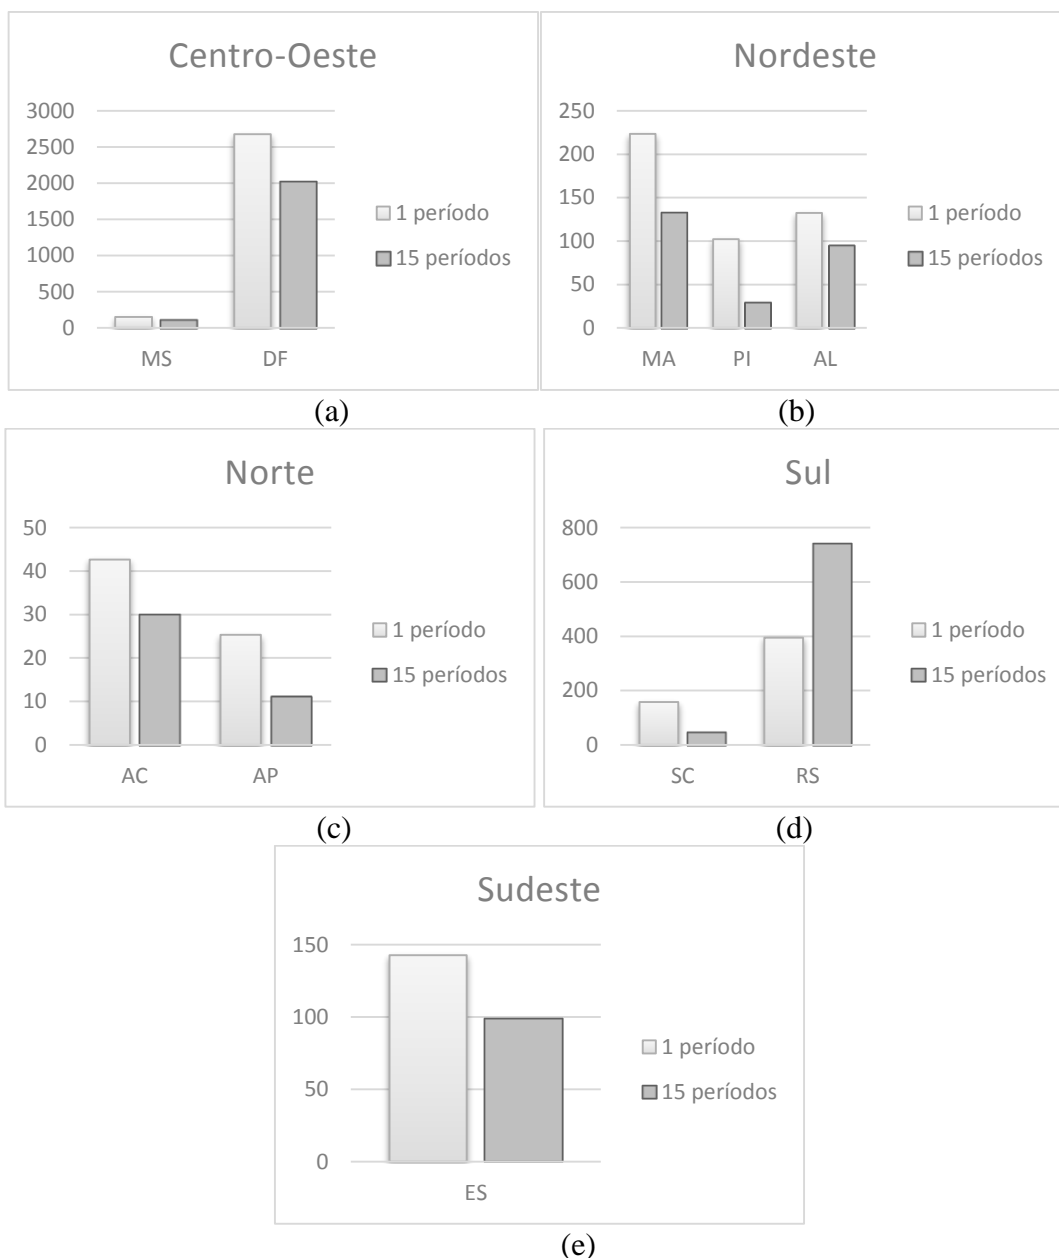 Centro-Oeste
3000
2500
2000
1500
1000
500
0
MS DF
1 período
15 períodos
(a)
Nordeste
250
200
150
100
50
0
MA PI AL
1 período
15 períodos
(b)
Norte
50
40
30
20
10
0
AC AP
1 período
15 períodos
(c)
Sul
800
600
400
200
0
SC RS
1 período
15 períodos
(d)
Sudeste
150
100
50
0
ES
1 período
15 períodos
(e)